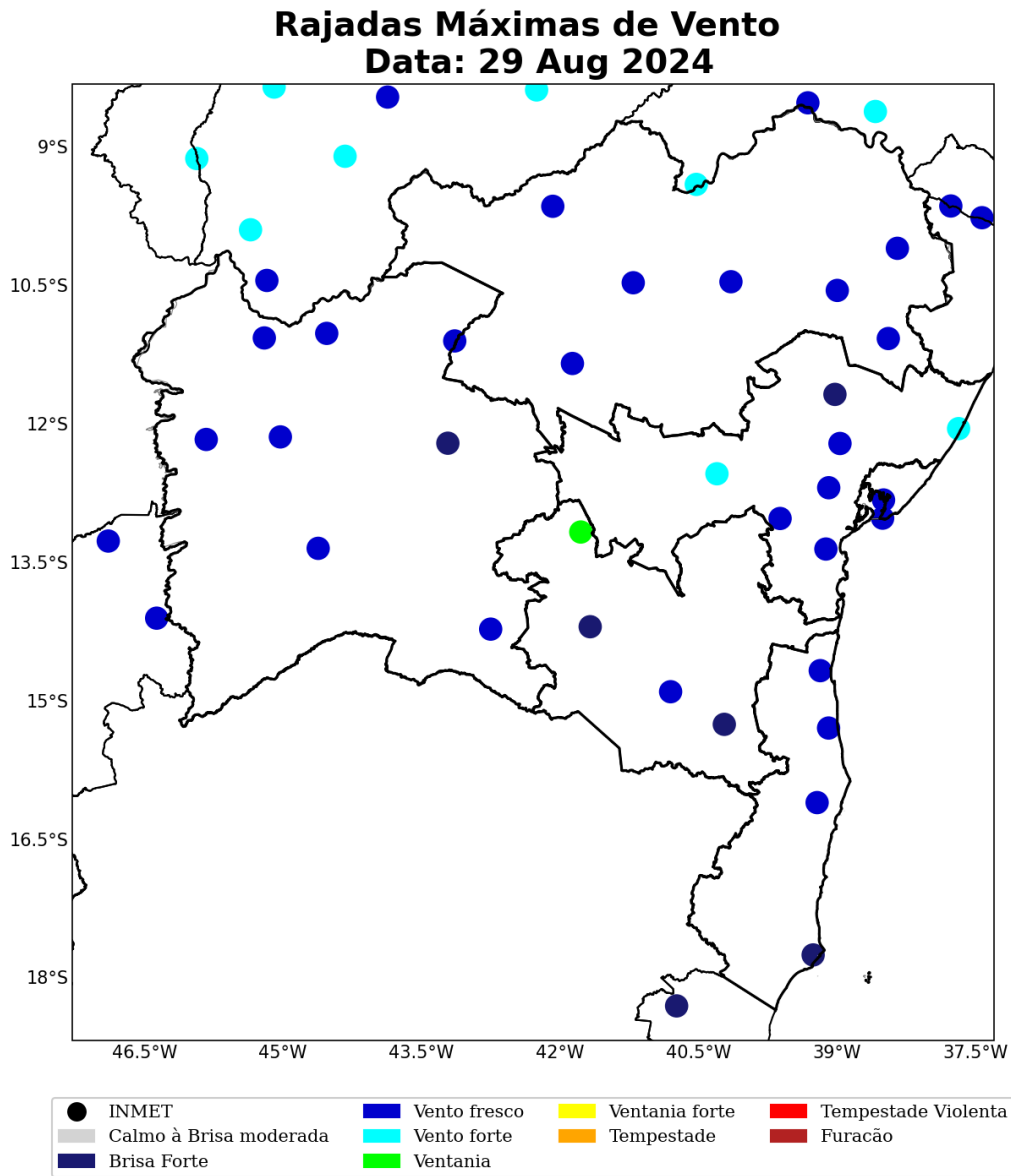 Rajadas Máximas de Vento
Data: 29 Aug 2024
9°S
10.5°S
12°S
13.5°S
15°S
16.5°S
18°S
46.5°W 45°W 43.5°W 42°W 40.5°W 39°W 37.5°W
INMET Vento fresco Ventania forte Tempestade Violenta
Calmo à Brisa moderada Vento forte Tempestade Furacão
Brisa Forte Ventania